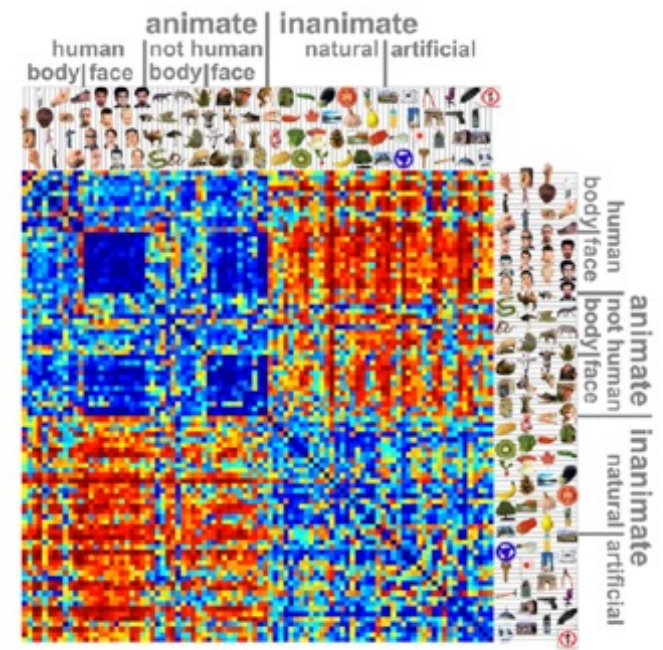 animate | inanimate
human | not human natural | artificial
body | face body | face
human
body | face
animate
not human
body | face
inanimate
natural | artificial